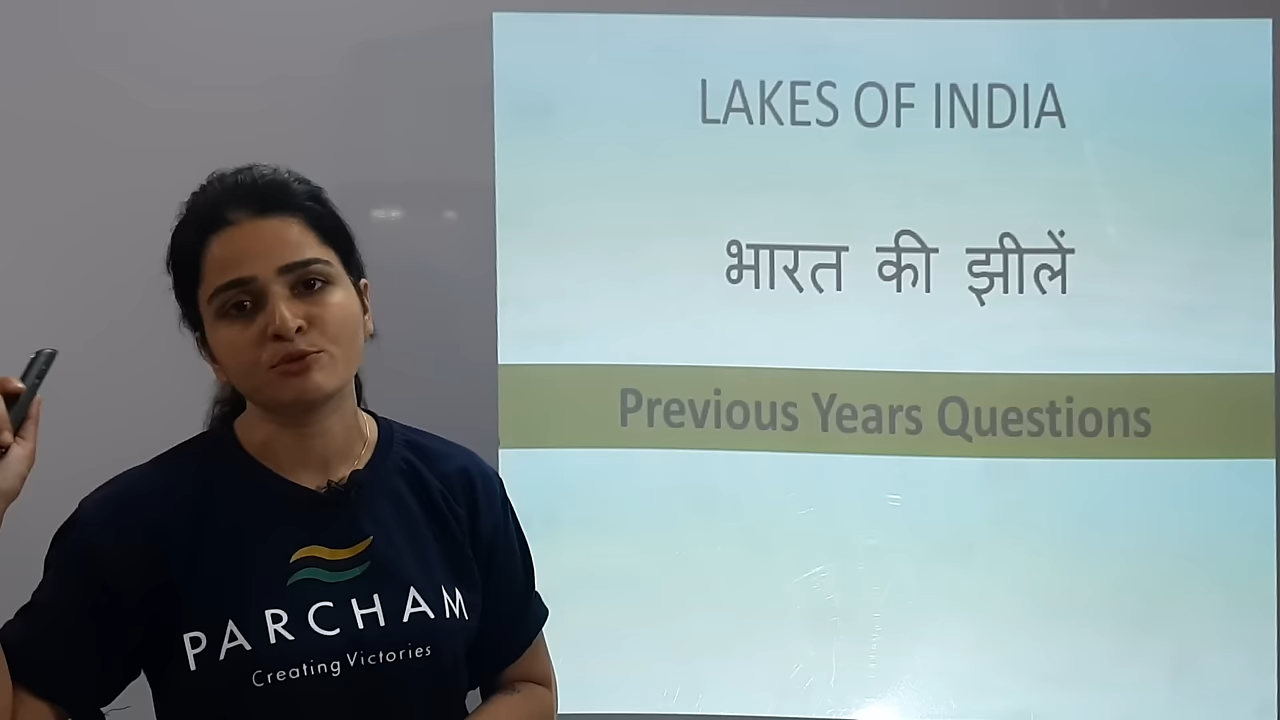 LAKES OF INDIA
भारत की झीलें
Previous Years Questions
PARCHAM
Creating Victories